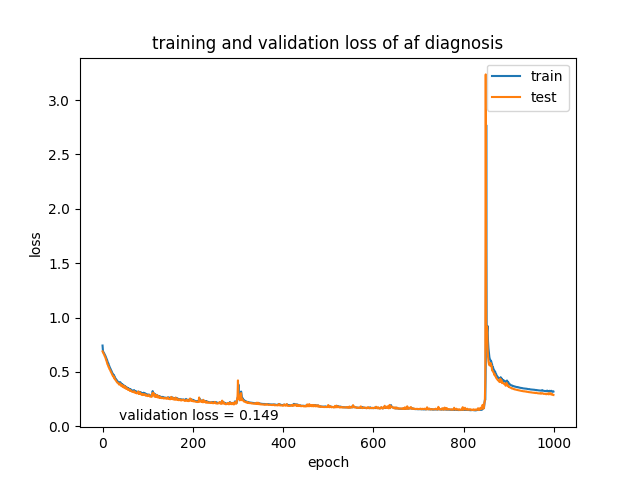 training and validation loss of af diagnosis
train
test
3.0
2.5
2.0
1.5
1.0
0.5
0.0
loss
validation loss = 0.149
0
200
400
600
800
1000
epoch